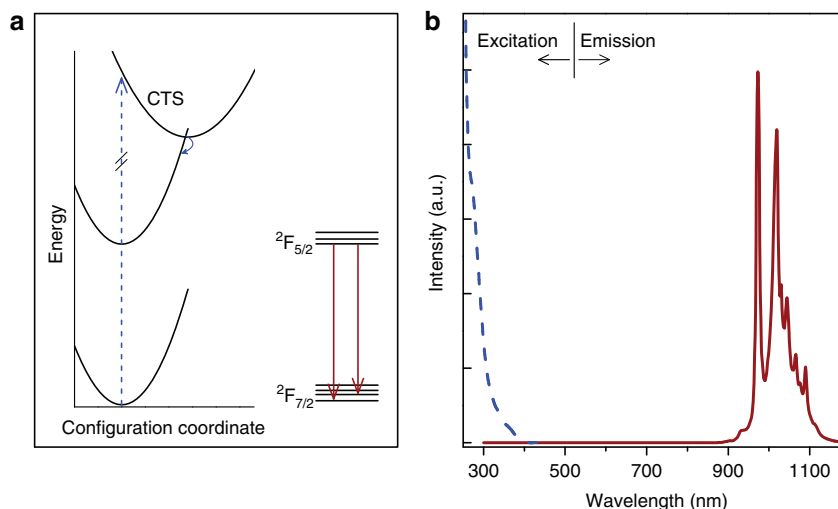 a
CTS
Energy
²F₅/₂
²F₇/₂
Configuration coordinate
b
Excitation Emission
Intensity (a.u.)
300 500 700 900 1100
Wavelength (nm)